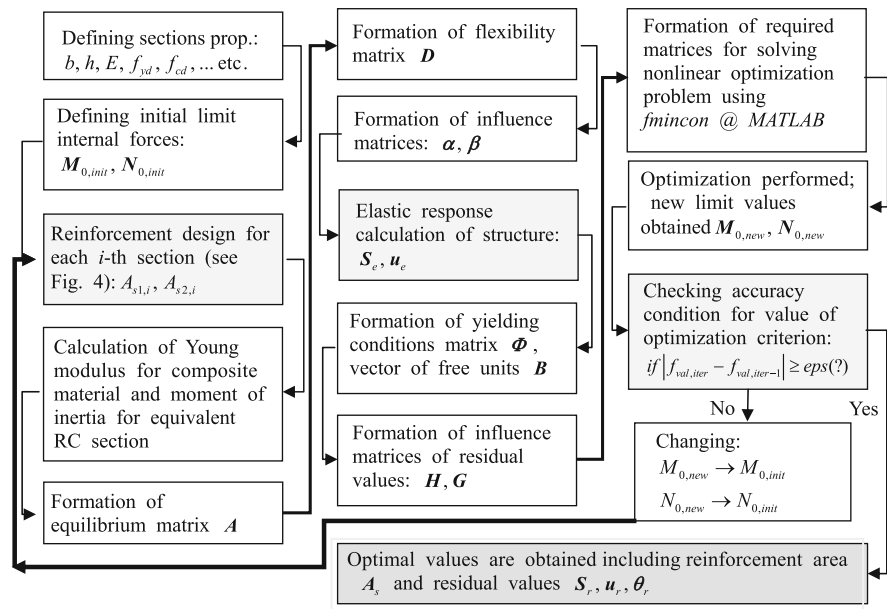 Defining sections prop.:
b, h, E, f_yd, f_cd, ... etc.
Defining initial limit
internal forces:
M_0,init, N_0,init
Reinforcement design for
each i-th section (see
Fig. 4): A_s1,i, A_s2,i
Calculation of Young
modulus for composite
material and moment of
inertia for equivalent
RC section
Formation of
equilibrium matrix A
Formation of flexibility
matrix D
Formation of influence
matrices: α, β
Elastic response
calculation of structure:
S_e, u_e
Formation of yielding
conditions matrix Φ,
vector of free units B
Formation of influence
matrices of residual
values: H, G
Formation of required
matrices for solving
nonlinear optimization
problem using
fmincon @ MATLAB
Optimization performed;
new limit values
obtained M_0,new, N_0,new
Checking accuracy
condition for value of
optimization criterion:
if |f_val,iter − f_val,iter−1| ≥ eps(?)
No
Yes
Changing:
M_0,new → M_0,init
N_0,new → N_0,init
Optimal values are obtained including reinforcement area
A_s and residual values S_r, u_r, θ_r